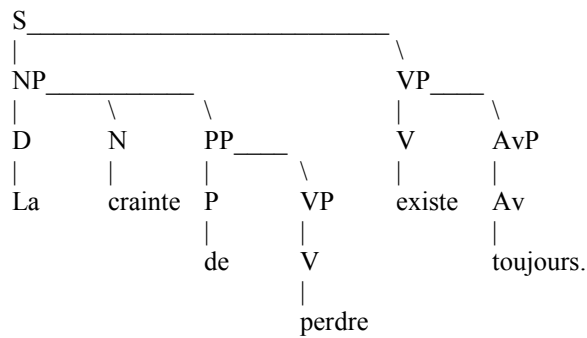 S
NP VP
D N PP V AvP
La crainte P VP existe Av
de V toujours.
perdre